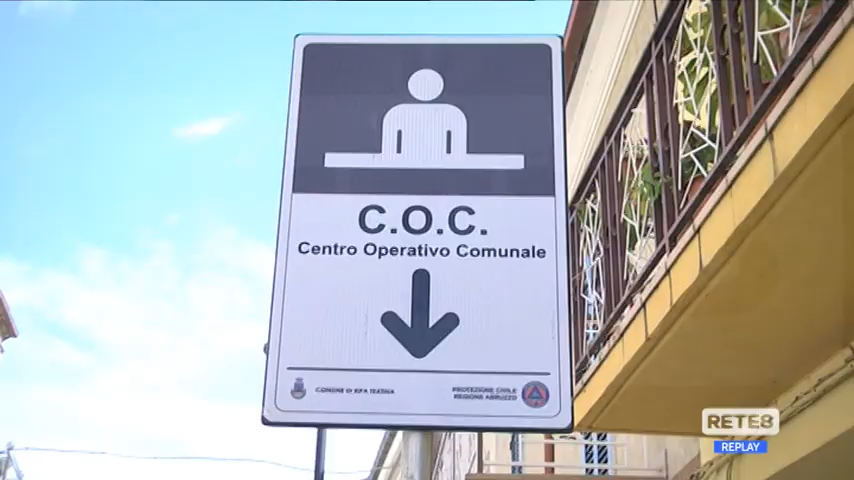 C.O.C.
Centro Operativo Comunale
COMUNE DI RIPA TEATINA
PROTEZIONE CIVILE
REGIONE ABRUZZO
RETE8
REPLAY